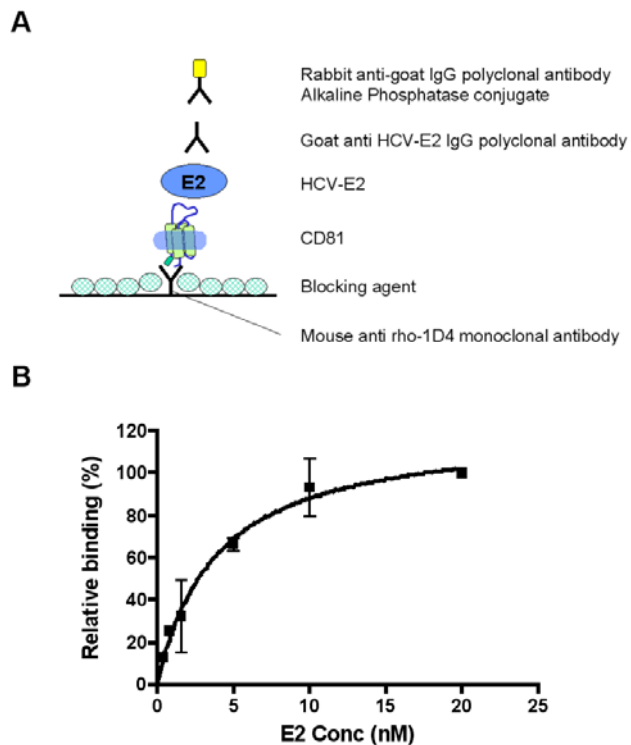 A
Rabbit anti-goat IgG polyclonal antibody
Alkaline Phosphatase conjugate
Goat anti HCV-E2 IgG polyclonal antibody
E2
HCV-E2
CD81
Blocking agent
Mouse anti rho-1D4 monoclonal antibody
B
120
100
80
60
40
20
0
Relative binding (%)
0 5 10 15 20 25
E2 Conc (nM)